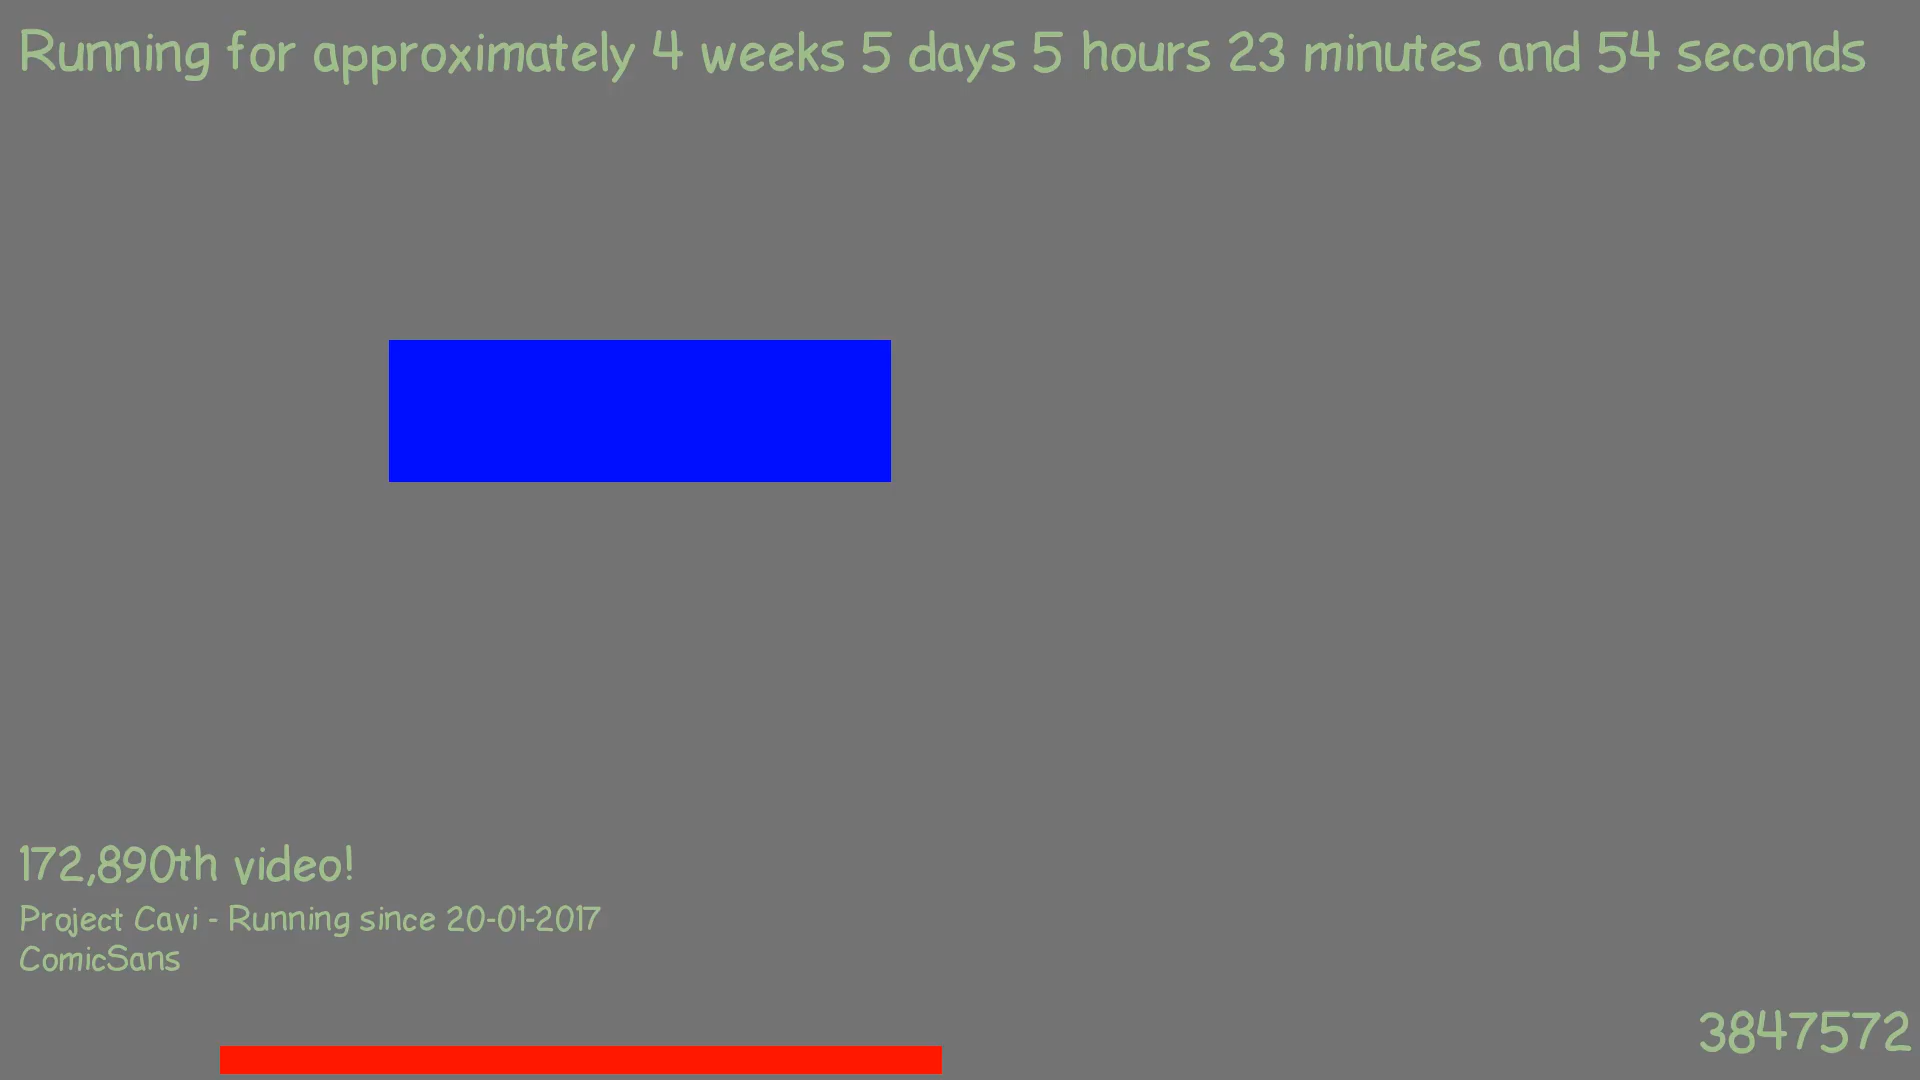 Running for approximately 4 weeks 5 days 5 hours 23 minutes and 54 seconds
172,890th video!
Project Cavi - Running since 20-01-2017
ComicSans
3847572